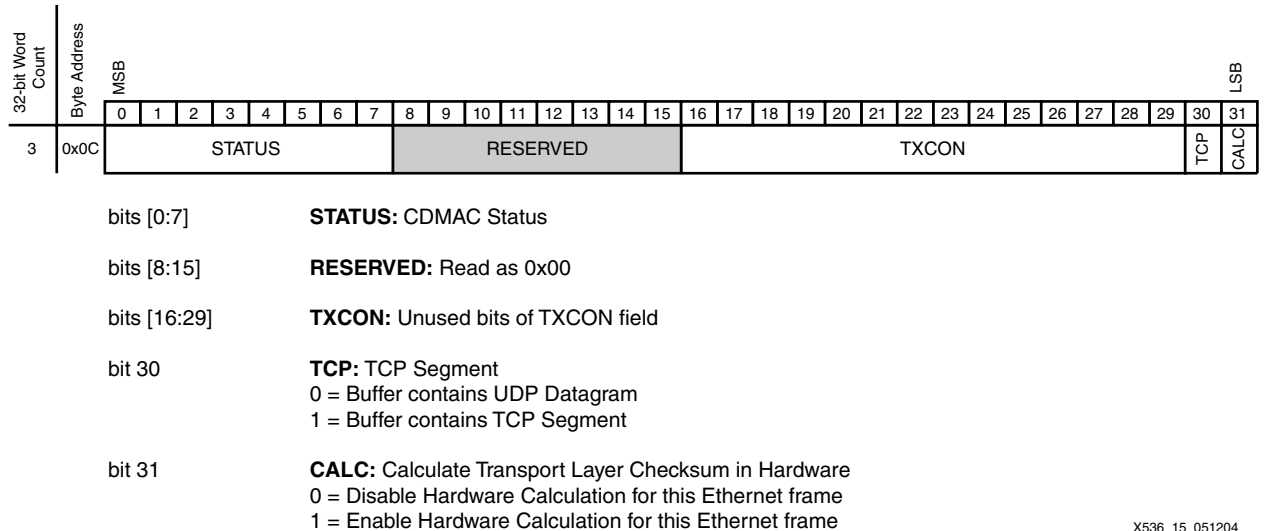 32-bit Word
Count
Byte Address
MSB
LSB
0 1 2 3 4 5 6 7 8 9 10 11 12 13 14 15 16 17 18 19 20 21 22 23 24 25 26 27 28 29 30 31
3 0x0C STATUS RESERVED TXCON TCP CALC
bits [0:7] STATUS: CDMAC Status
bits [8:15] RESERVED: Read as 0x00
bits [16:29] TXCON: Unused bits of TXCON field
bit 30 TCP: TCP Segment
0 = Buffer contains UDP Datagram
1 = Buffer contains TCP Segment
bit 31 CALC: Calculate Transport Layer Checksum in Hardware
0 = Disable Hardware Calculation for this Ethernet frame
1 = Enable Hardware Calculation for this Ethernet frame
X536_15_051204